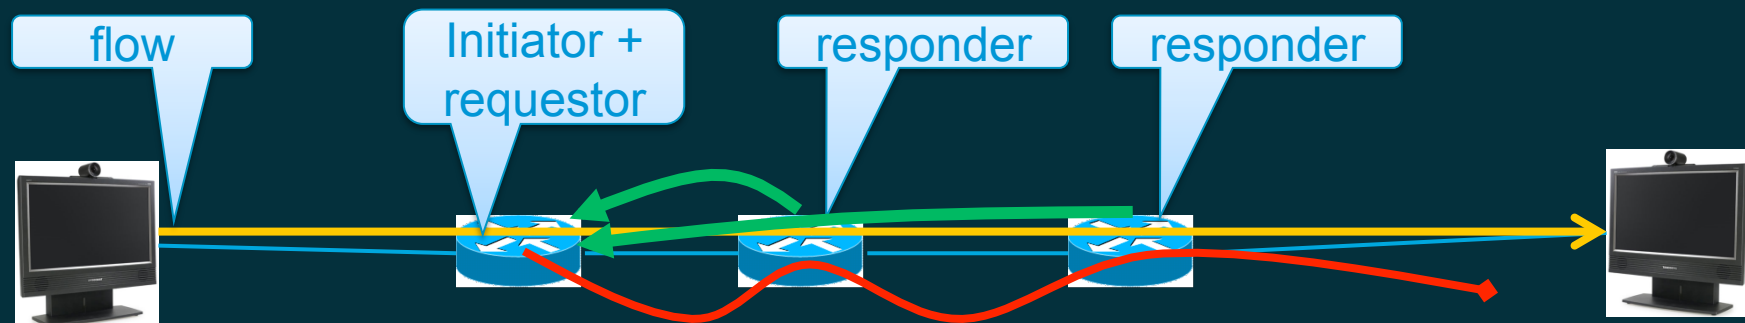 flow
Initiator +
requestor
responder
responder